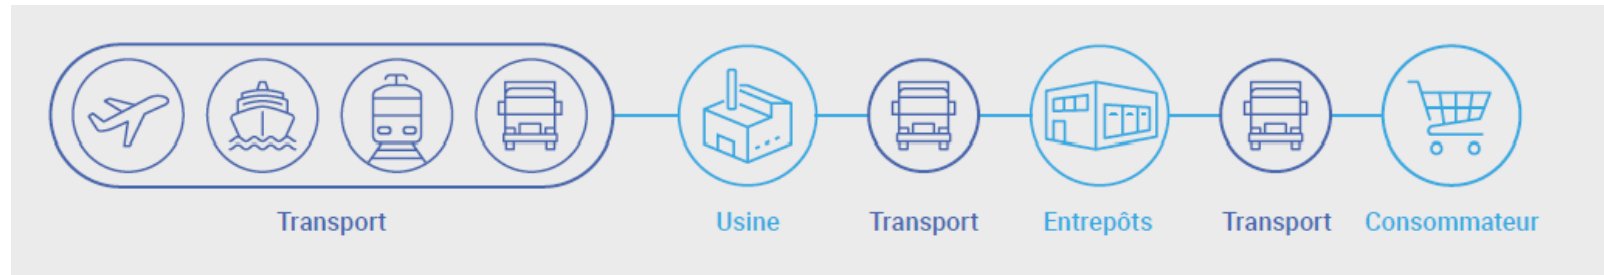 Transport
Usine
Transport
Entrepôts
Transport
Consommateur